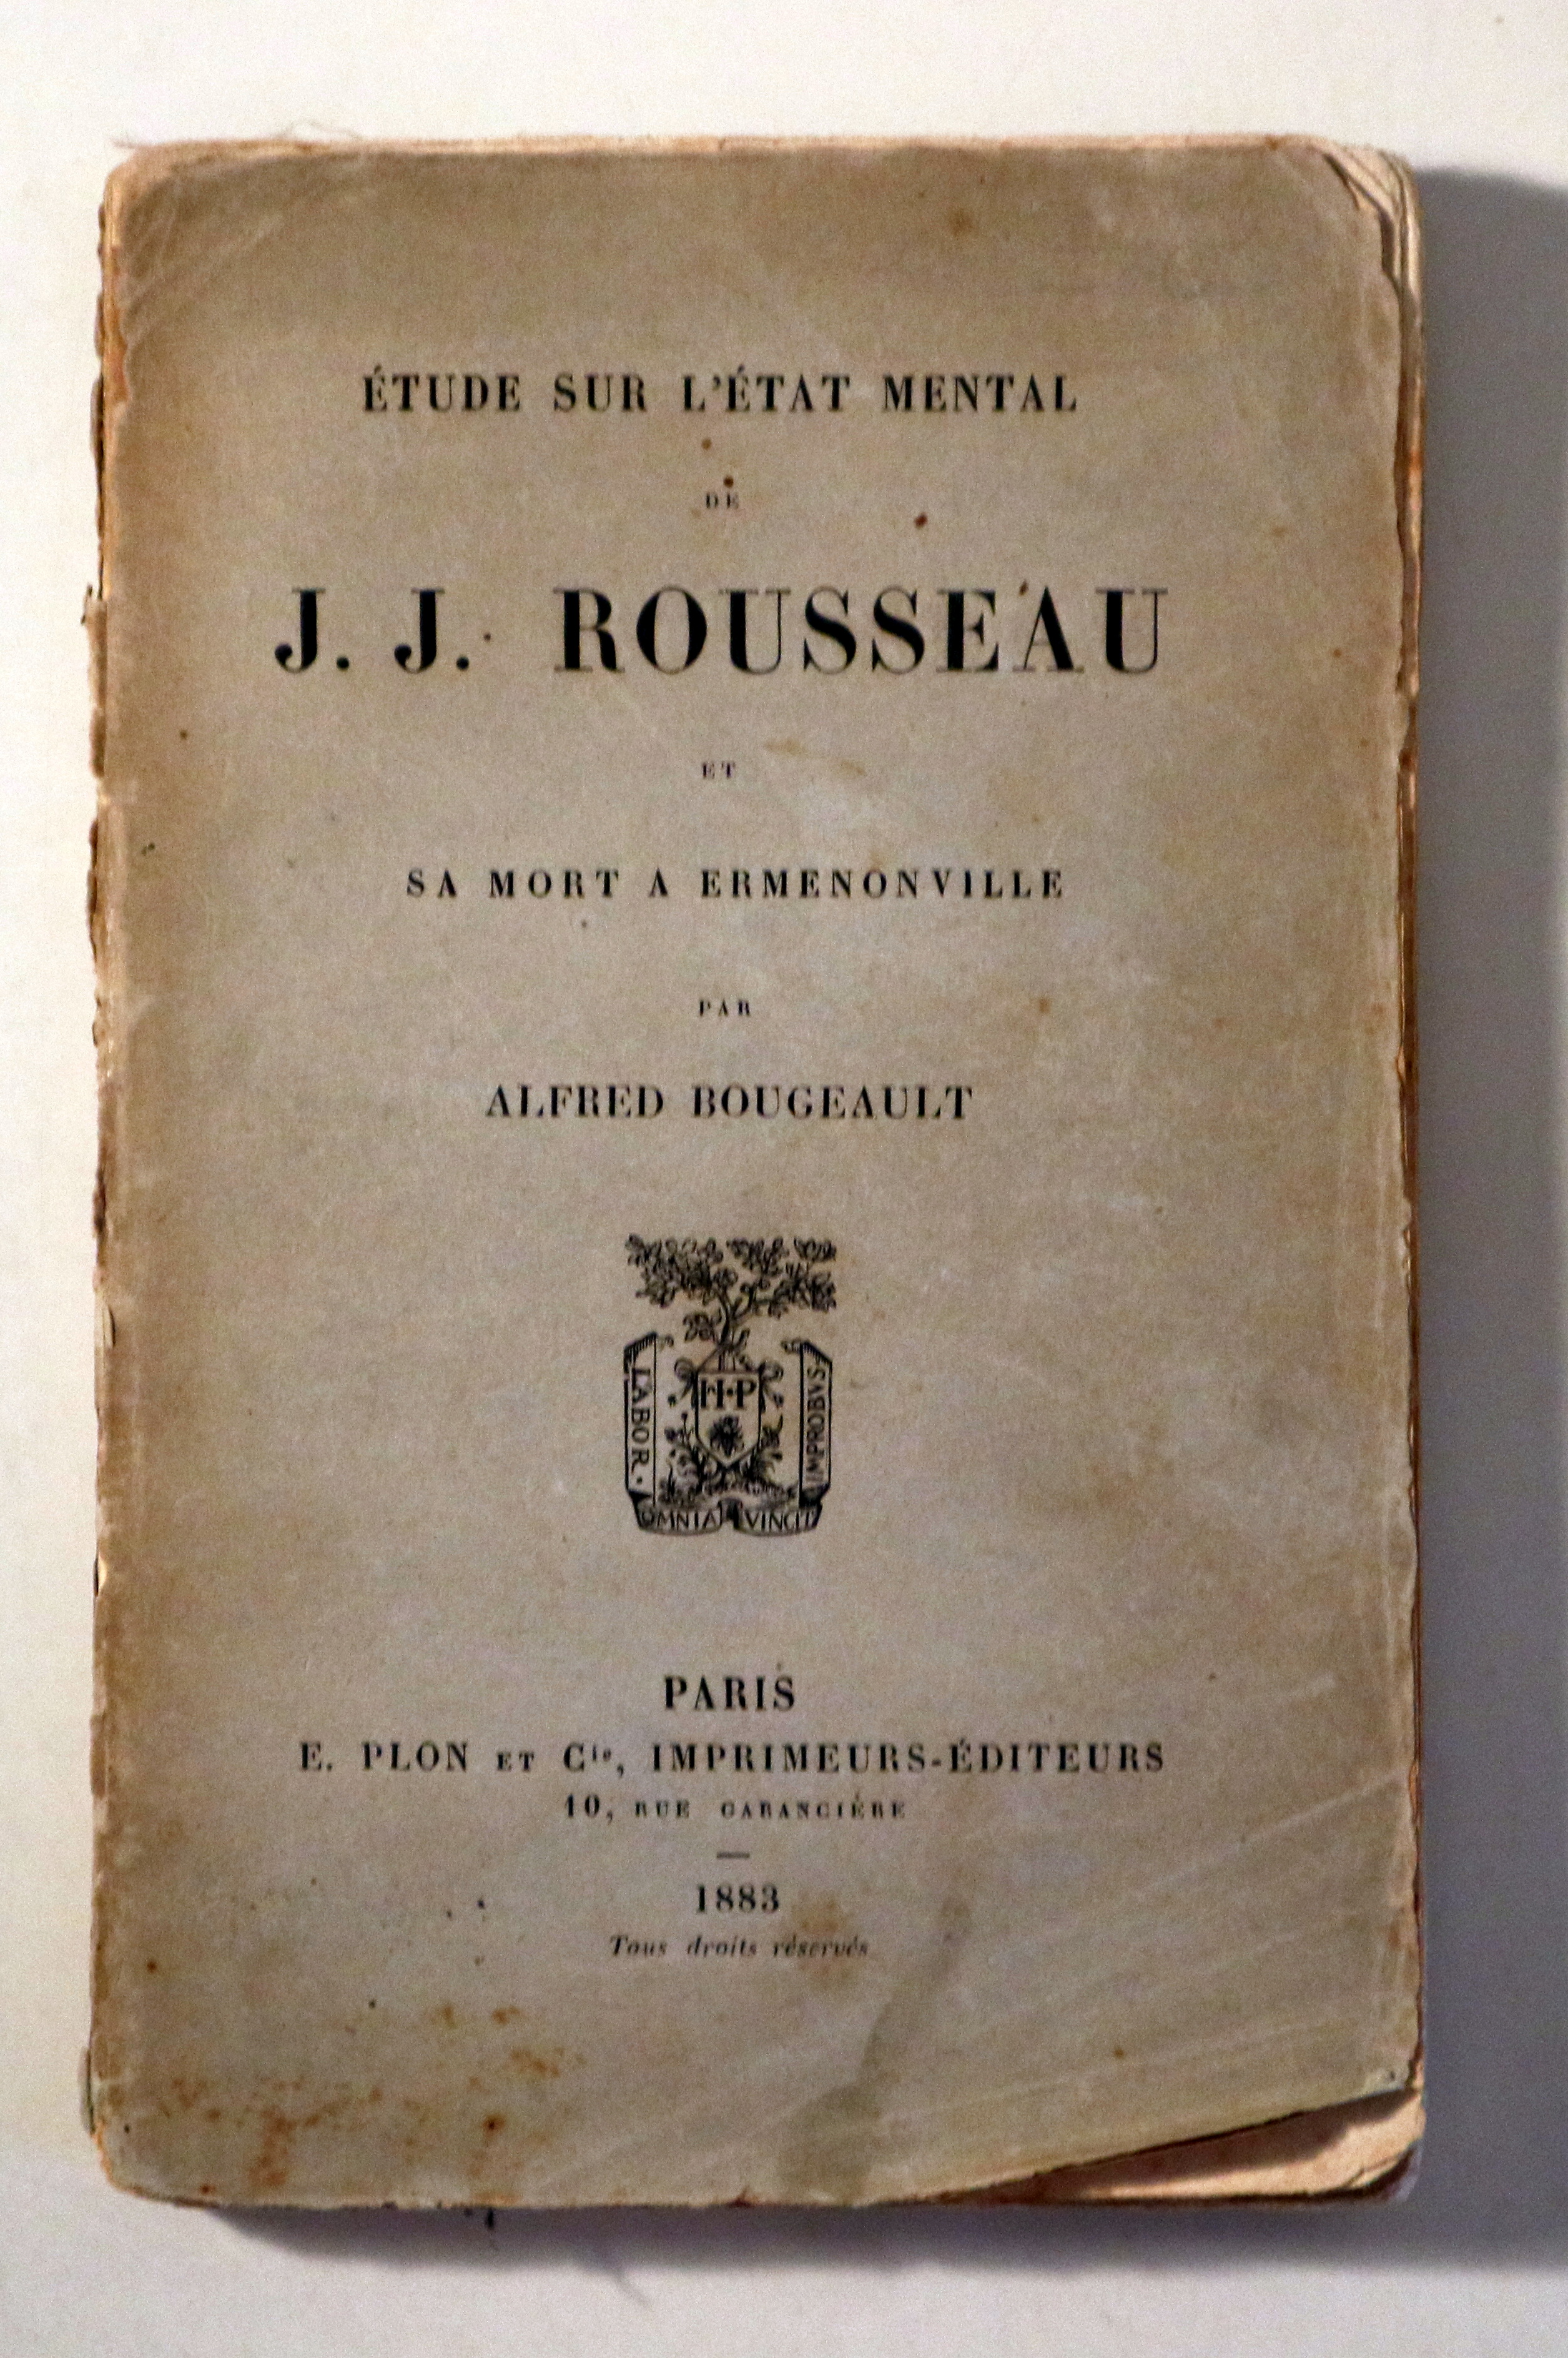 ÉTUDE SUR L'ÉTAT MENTAL
DE
J. J. ROUSSEAU
ET
SA MORT A ERMENONVILLE
PAR
ALFRED BOUGEAULT
H·P
LABOR.
IMPROBVS
OMNIA VINCIT
PARIS
E. PLON ET Cie, IMPRIMEURS-ÉDITEURS
10, RUE GARANCIÈRE
1883
Tous droits réservés